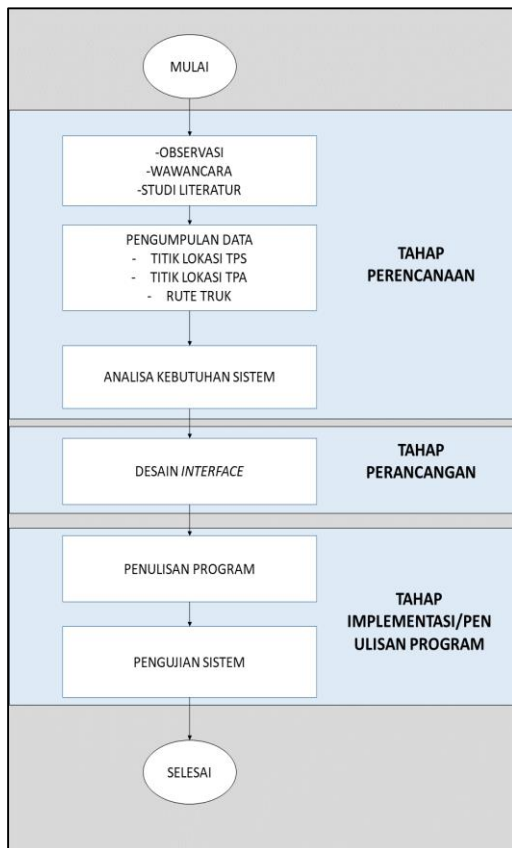 MULAI
-OBSERVASI
-WAWANCARA
-STUDI LITERATUR
PENGUMPULAN DATA
- TITIK LOKASI TPS
- TITIK LOKASI TPA
- RUTE TRUK
ANALISA KEBUTUHAN SISTEM
TAHAP
PERENCANAAN
DESAIN INTERFACE
TAHAP
PERANCANGAN
PENULISAN PROGRAM
PENGUJIAN SISTEM
TAHAP
IMPLEMENTASI/PEN
ULISAN PROGRAM
SELESAI